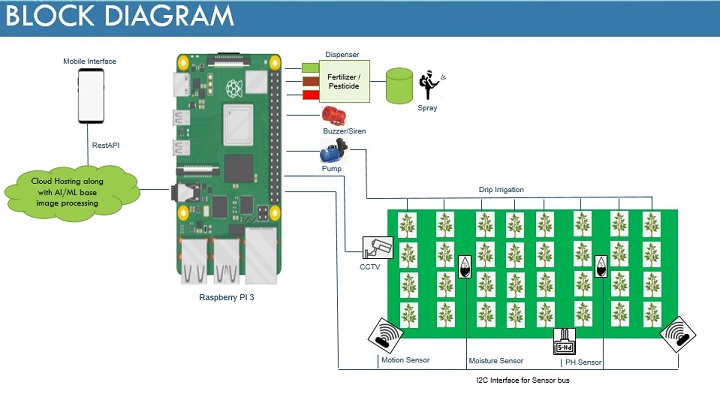 BLOCK DIAGRAM
Mobile Interface
RestAPI
Cloud Hosting along
with AI/ML base
image processing
Raspberry PI 3
Dispenser
Fertilizer /
Pesticide
Spray
Buzzer/Siren
Pump
Drip Irrigation
CCTV
Motion Sensor
Moisture Sensor
PH Sensor
I2C Interface for Sensor bus